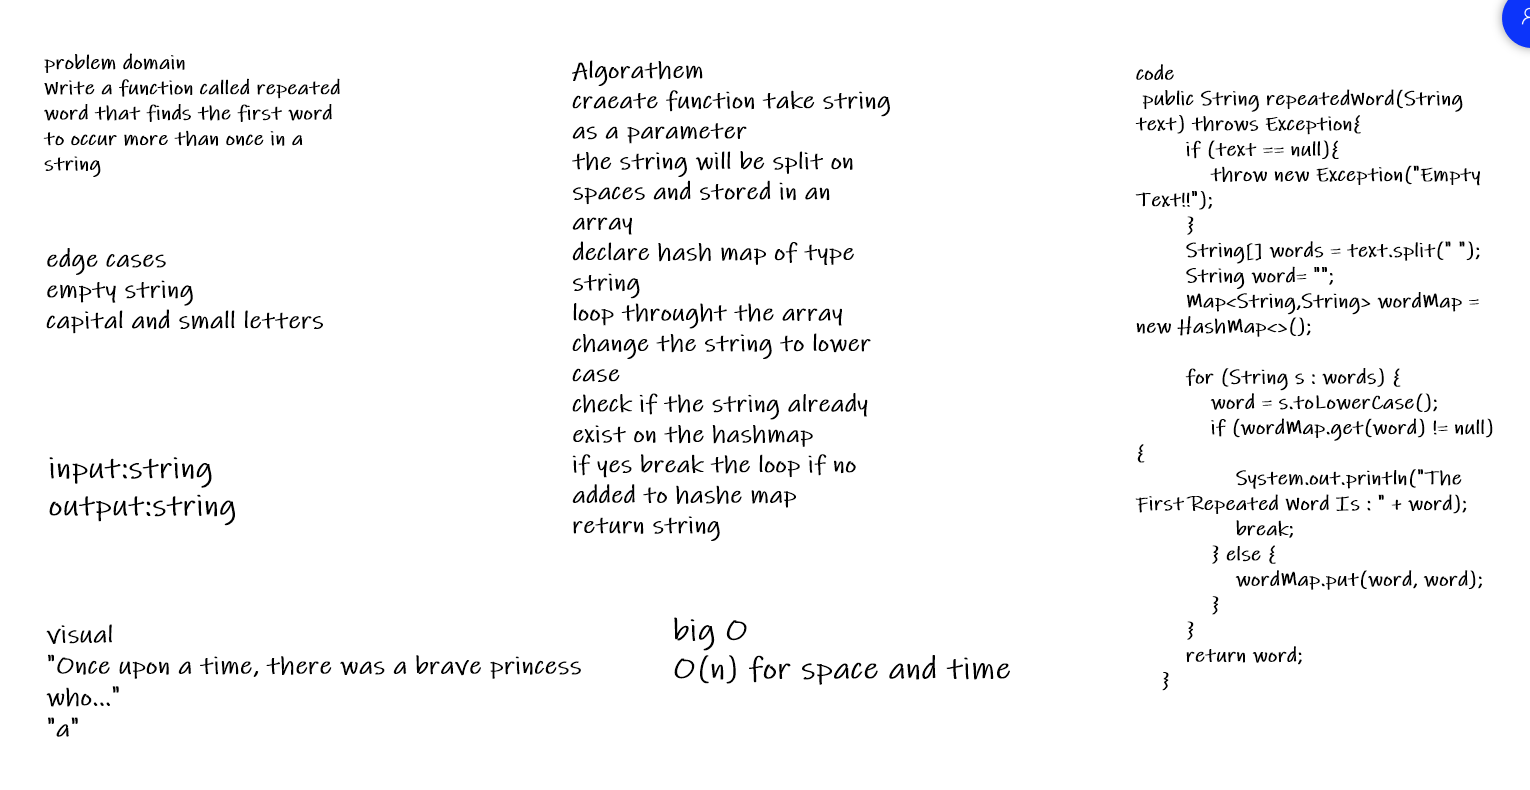 problem domain
Write a function called repeated
word that finds the first word
to occur more than once in a
string
edge cases
empty string
capital and small letters
input:string
output:string
visual
"Once upon a time, there was a brave princess
who..."
"a"
Algorathem
craeate function take string
as a parameter
the string will be split on
spaces and stored in an
array
declare hash map of type
string
loop throught the array
change the string to lower
case
check if the string already
exist on the hashmap
if yes break the loop if no
added to hashe map
return string
big O
O(n) for space and time
code
public String repeatedWord(String
text) throws Exception{
if (text == null){
throw new Exception("Empty
Text!!");
}
String[] words = text.split(" ");
String word= "";
Map<String,String> wordMap =
new HashMap<>();
for (String s : words) {
word = s.toLowerCase();
if (wordMap.get(word) != null)
{
System.out.println("The
First Repeated Word Is : " + word);
break;
} else {
wordMap.put(word, word);
}
}
return word;
}